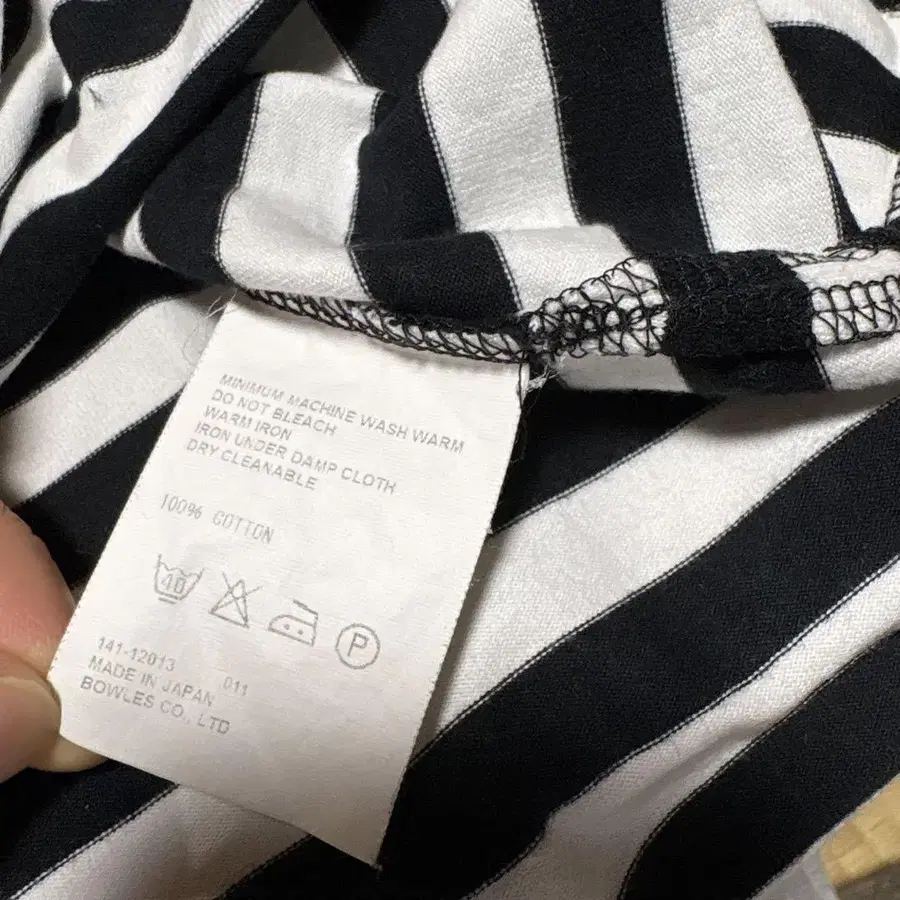 MINIMUM MACHINE WASH WARM
DO NOT BLEACH
WARM IRON
IRON UNDER DAMP CLOTH
DRY CLEANABLE
100% COTTON
40
P
141-12013 011
MADE IN JAPAN
BOWLES CO., LTD